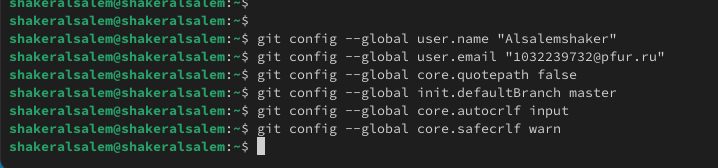 shakeralsalem@shakeralsalem:~$
shakeralsalem@shakeralsalem:~$
shakeralsalem@shakeralsalem:~$ git config --global user.name "Alsalemshaker"
shakeralsalem@shakeralsalem:~$ git config --global user.email "1032239732@pfur.ru"
shakeralsalem@shakeralsalem:~$ git config --global core.quotepath false
shakeralsalem@shakeralsalem:~$ git config --global init.defaultBranch master
shakeralsalem@shakeralsalem:~$ git config --global core.autocrlf input
shakeralsalem@shakeralsalem:~$ git config --global core.safecrlf warn
shakeralsalem@shakeralsalem:~$